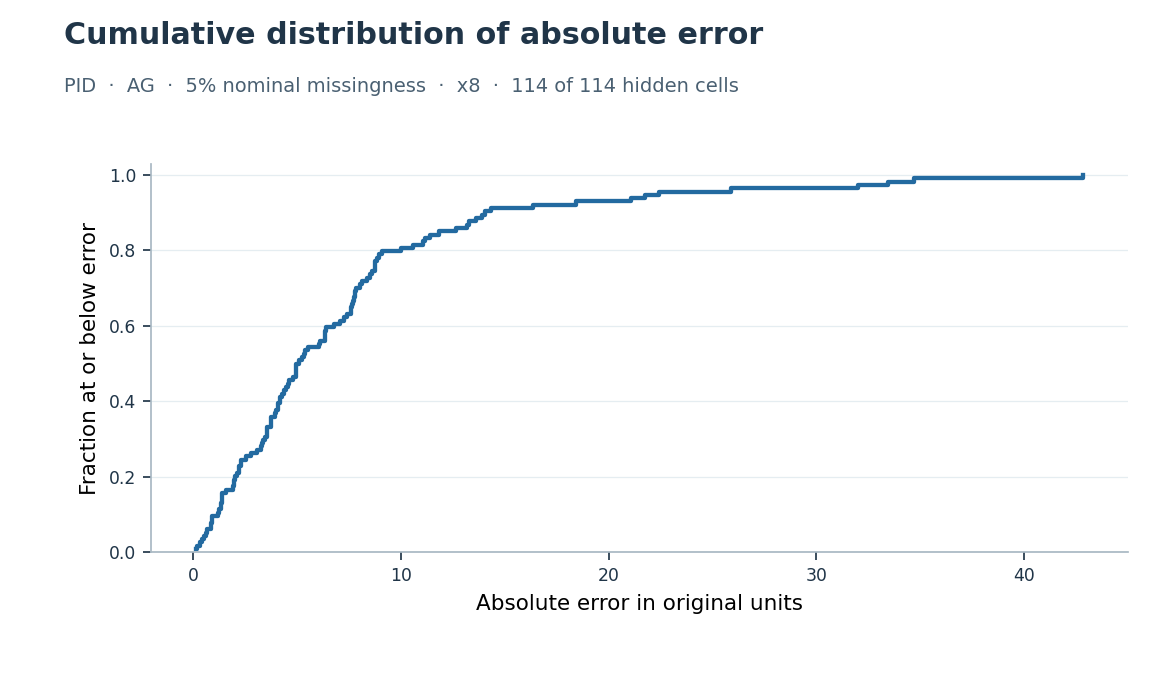 Cumulative distribution of absolute error
PID · AG · 5% nominal missingness · x8 · 114 of 114 hidden cells
Fraction at or below error
1.0
0.8
0.6
0.4
0.2
0.0
0 10 20 30 40
Absolute error in original units